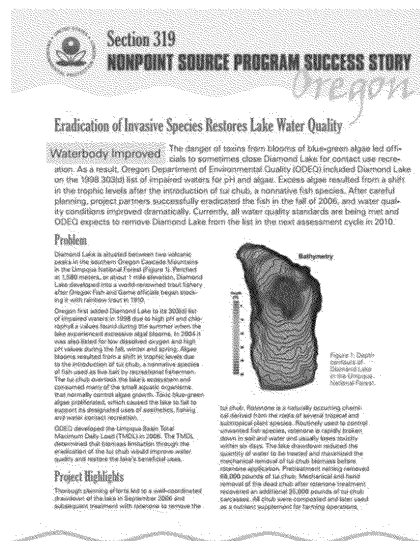 Section 319
NONPOINT SOURCE PROGRAM SUCCESS STORY
Oregon
Eradication of Invasive Species Restores Lake Water Quality
Waterbody Improved The danger of toxins from blooms of blue-green algae led offi-
cials to sometimes close Diamond Lake for contact use recre-
ation. As a result, Oregon Department of Environmental Quality (ODEQ) included Diamond Lake
on the 1998 303(d) list of impaired waters for pH and algae. Excess algae resulted from a shift
in the trophic levels after the introduction of tui chub, a nonnative fish species. After careful
planning, project partners successfully eradicated the fish in the fall of 2006, and water qual-
ity conditions improved dramatically. Currently, all water quality standards are being met and
ODEQ expects to remove Diamond Lake from the list in the next assessment cycle in 2010.
Problem
Diamond Lake is situated between two volcanic
peaks in the southern Oregon Cascade Mountains
in the Umpqua National Forest (Figure 1). Perched
at 1,580 meters, or about 1 mile elevation, Diamond
Lake developed into a world-renowned trout fishery
after Oregon Fish and Game officials began stock-
ing it with rainbow trout in 1910.
Oregon first added Diamond Lake to its 303(d) list
of impaired waters in 1998 due to high pH and chlo-
rophyll a values found during the summer when the
lake experienced excessive algal blooms. In 2004 it
was also listed for low dissolved oxygen and high
pH values during the fall, winter and spring. Algae
blooms resulted from a shift in trophic levels due
to the introduction of tui chub, a nonnative species
of fish used as live bait by recreational fishermen.
The tui chub overtook the lake's ecosystem and
consumed many of the small aquatic organisms
that normally control algae growth. Toxic blue-green
algae proliferated, which caused the lake to fail to
support its designated uses of aesthetics, fishing
and water contact recreation.
ODEQ developed the Umpqua Basin Total
Maximum Daily Load (TMDL) in 2006. The TMDL
determined that biomass limitation through the
eradication of the tui chub would improve water
quality and restore the lake's beneficial uses.
Project Highlights
Thorough planning efforts led to a well-coordinated
drawdown of the lake in September 2006 and
subsequent treatment with rotenone to remove the
Bathymetry
Figure 1. Depth
contours of
Diamond Lake
in the Umpqua
National Forest.
tui chub. Rotenone is a naturally occurring chemi-
cal derived from the roots of several tropical and
subtropical plant species. Routinely used to control
unwanted fish species, rotenone is rapidly broken
down in soil and water and usually loses toxicity
within six days. The lake drawdown reduced the
quantity of water to be treated and maximized the
mechanical removal of tui chub biomass before
rotenone application. Pretreatment netting removed
68,000 pounds of tui chub. Mechanical and hand
removal of the dead chub after rotenone treatment
recovered an additional 25,000 pounds of tui chub
carcasses. All chub were composted and later used
as a nutrient supplement for farming operations.